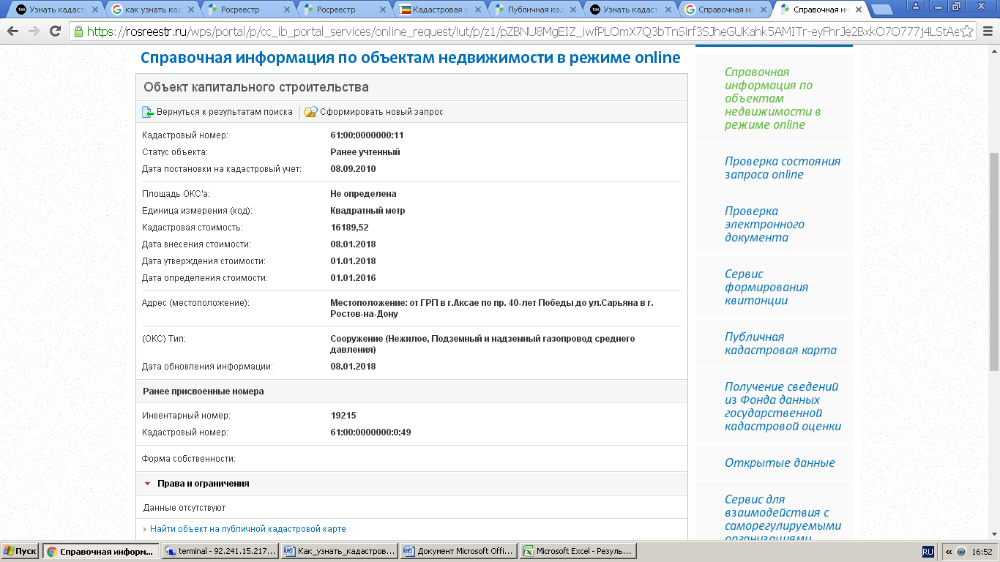 Узнать кадаст
как узнать кад
Росреестр
Росреестр
Кадастровая с
Публичная кад
Узнать кадаст
Справочная ин
Справочная ин
https://rosreestr.ru/wps/portal/p/cc_ib_portal_services/online_request/!ut/p/z1/
Справочная информация по объектам недвижимости в режиме online
Объект капитального строительства
Вернуться к результатам поиска
Сформировать новый запрос
Кадастровый номер: 61:00:0000000:11
Статус объекта: Ранее учтенный
Дата постановки на кадастровый учет: 08.09.2010
Площадь ОКС'а: Не определена
Единица измерения (код): Квадратный метр
Кадастровая стоимость: 16189,52
Дата внесения стоимости: 08.01.2018
Дата утверждения стоимости: 01.01.2018
Дата определения стоимости: 01.01.2016
Адрес (местоположение): Местоположение: от ГРП в г.Аксае по пр. 40-лет Победы до ул.Сарьяна в г.
Ростов-на-Дону
(ОКС) Тип: Сооружение (Нежилое, Подземный и надземный газопровод среднего
давления)
Дата обновления информации: 08.01.2018
Ранее присвоенные номера
Инвентарный номер: 19215
Кадастровый номер: 61:00:0000000:0:49
Форма собственности:
Права и ограничения
Данные отсутствуют
Найти объект на публичной кадастровой карте
Справочная
информация по
объектам
недвижимости в
режиме online
Проверка состояния
запроса online
Проверка
электронного
документа
Сервис
формирования
квитанции
Публичная
кадастровая карта
Получение сведений
из Фонда данных
государственной
кадастровой оценки
Открытые данные
Сервис для
взаимодействия с
саморегулируемыми
организациями
Пуск
Справочная информ...
terminal - 92.241.15.217...
Как_узнать_кадастров...
Документ Microsoft Offi...
Microsoft Excel - Резуль...
RU
«
16:52